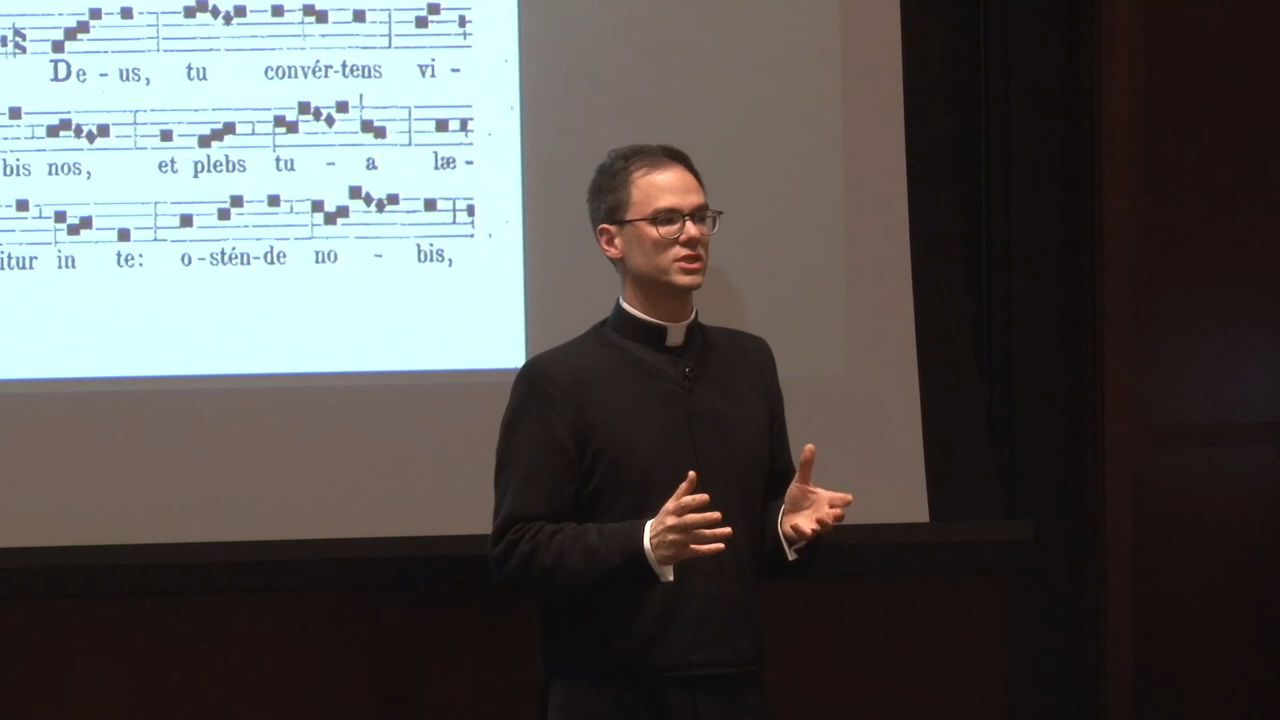 De - us, tu convér-tens vi -
bis nos, et plebs tu - a læ -
itur in te: o-stén-de no - bis,